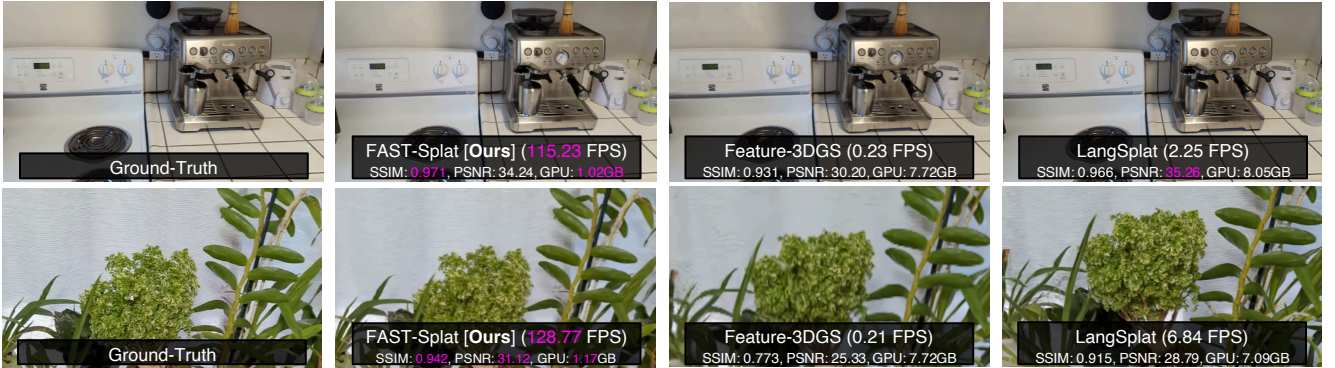 Ground-Truth
FAST-Splat [Ours] (115.23 FPS)
SSIM: 0.971, PSNR: 34.24, GPU: 1.02GB
Feature-3DGS (0.23 FPS)
SSIM: 0.931, PSNR: 30.20, GPU: 7.72GB
LangSplat (2.25 FPS)
SSIM: 0.966, PSNR: 35.26, GPU: 8.05GB
Ground-Truth
FAST-Splat [Ours] (128.77 FPS)
SSIM: 0.942, PSNR: 31.12, GPU: 1.17GB
Feature-3DGS (0.21 FPS)
SSIM: 0.773, PSNR: 25.33, GPU: 7.72GB
LangSplat (6.84 FPS)
SSIM: 0.915, PSNR: 28.79, GPU: 7.09GB